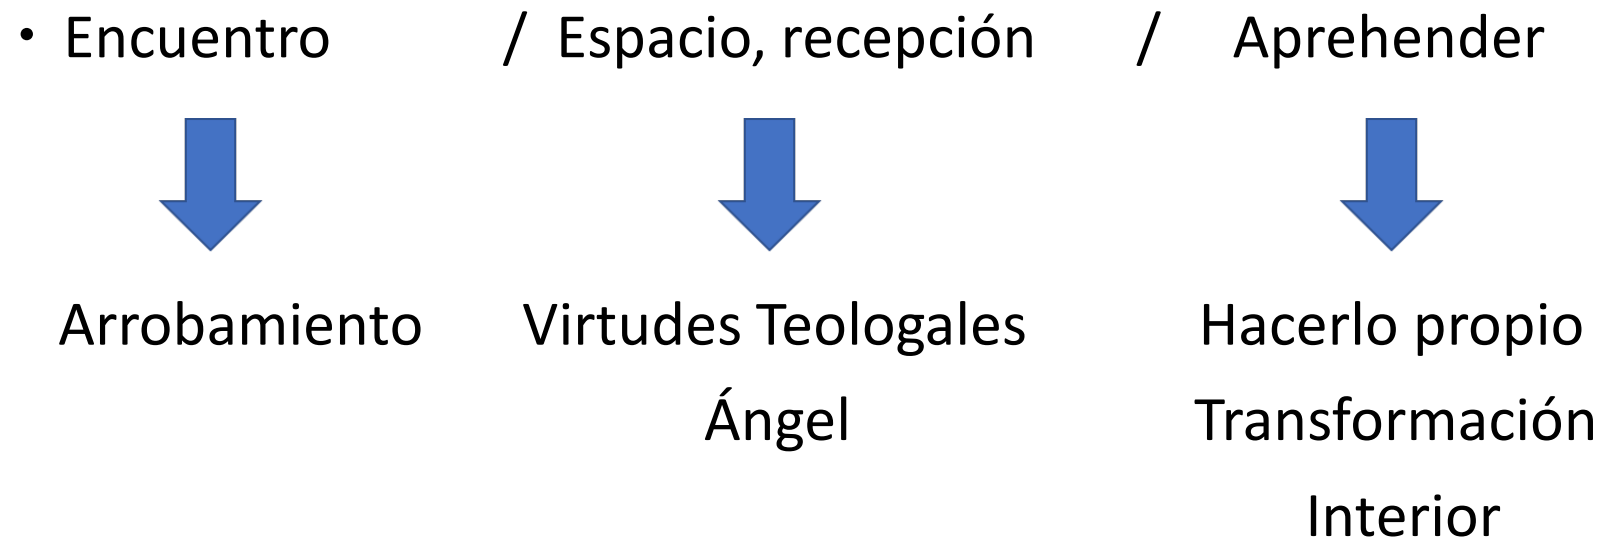 • Encuentro / Espacio, recepción / Aprehender
Arrobamiento Virtudes Teologales Hacerlo propio
Ángel Transformación
Interior